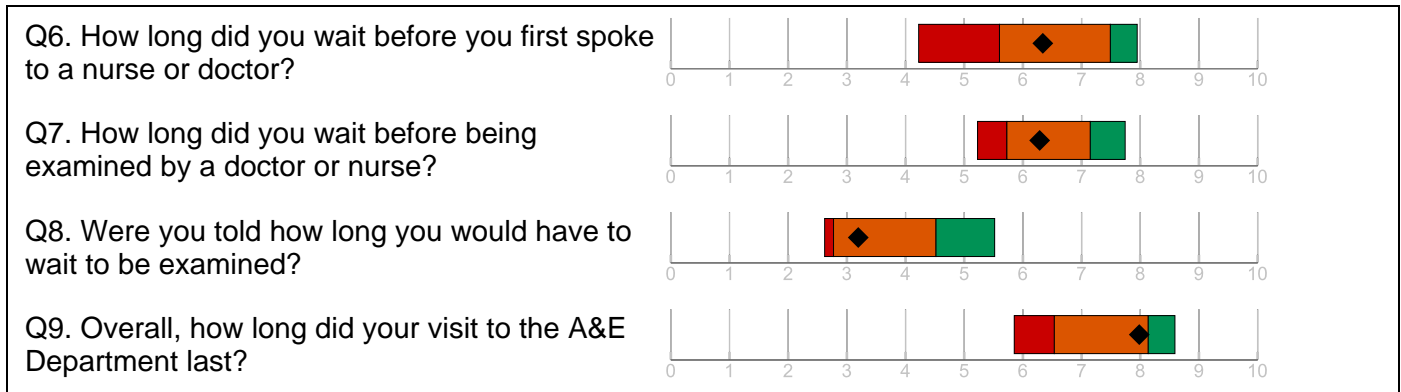 Q6. How long did you wait before you first spoke
to a nurse or doctor?
0 1 2 3 4 5 6 7 8 9 10
Q7. How long did you wait before being
examined by a doctor or nurse?
0 1 2 3 4 5 6 7 8 9 10
Q8. Were you told how long you would have to
wait to be examined?
0 1 2 3 4 5 6 7 8 9 10
Q9. Overall, how long did your visit to the A&E
Department last?
0 1 2 3 4 5 6 7 8 9 10